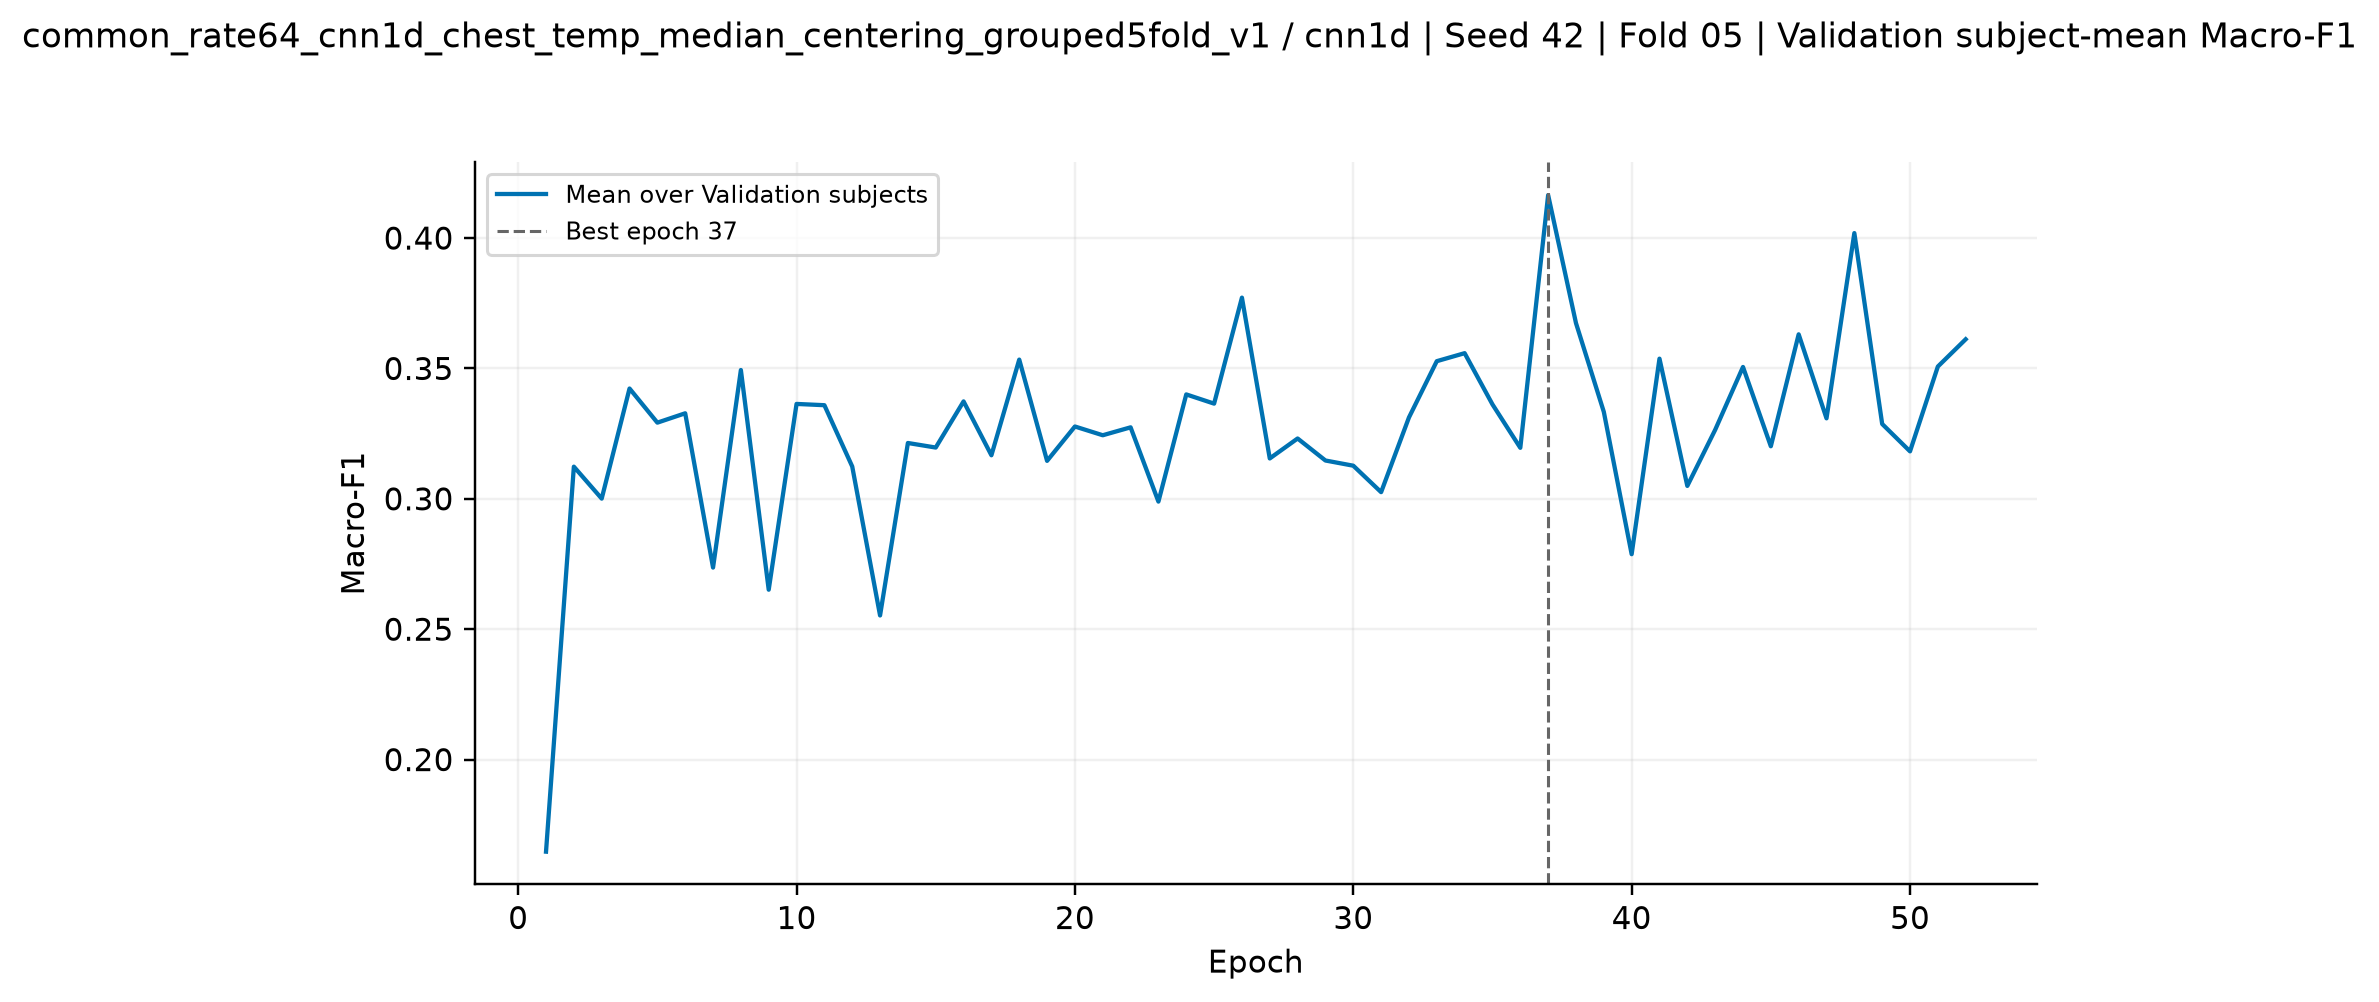 common_rate64_cnn1d_chest_temp_median_centering_grouped5fold_v1 / cnn1d | Seed 42 | Fold 05 | Validation subject-mean Macro-F1
Mean over Validation subjects
Best epoch 37
0.40
0.35
0.30
0.25
0.20
Macro-F1
0 10 20 30 40 50
Epoch